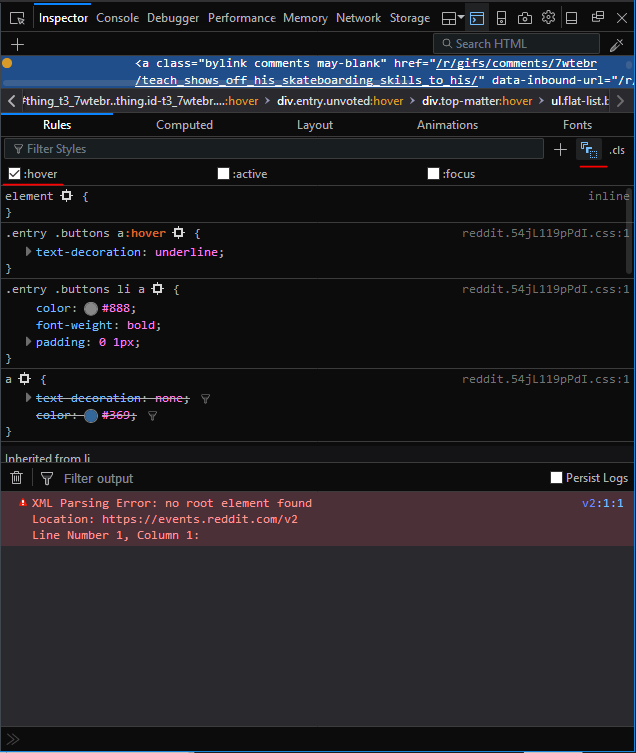 Inspector Console Debugger Performance Memory Network Storage
Search HTML
<a class="bylink comments may-blank" href="/r/gifs/comments/7wtebr
/teach_shows_off_his_skateboarding_skills_to_his/" data-inbound-url="/r/
#thing_t3_7wtebr..thing.id-t3_7wtebr....:hover div.entry.unvoted:hover div.top-matter:hover ul.flat-list.b
Rules Computed Layout Animations Fonts
Filter Styles .cls
:hover :active :focus
element { inline
}
.entry .buttons a:hover { reddit.54jL119pPdI.css:1
text-decoration: underline;
}
.entry .buttons li a { reddit.54jL119pPdI.css:1
color: #888;
font-weight: bold;
padding: 0 1px;
}
a { reddit.54jL119pPdI.css:1
text-decoration: none;
color: #369;
}
Inherited from li
Filter output Persist Logs
XML Parsing Error: no root element found v2:1:1
Location: https://events.reddit.com/v2
Line Number 1, Column 1: